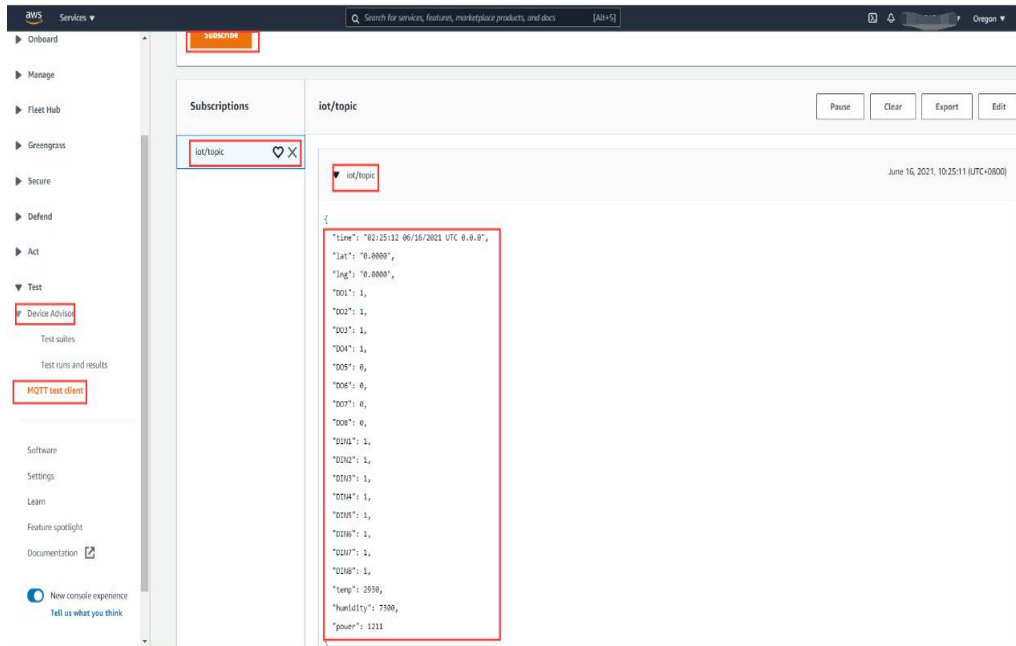 aws Services ▾ Search for services, features, marketplace products, and docs [Alt+S] Oregon ▾
Onboard
Manage
Fleet Hub
Greengrass
Secure
Defend
Act
Test
Device Advisor
Test suites
Test runs and results
MQTT test client
Software
Settings
Learn
Feature spotlight
Documentation
New console experience
Tell us what you think
Subscribe
Subscriptions
iot/topic
iot/topic Pause Clear Export Edit
iot/topic June 16, 2021, 10:25:11 (UTC+0800)
{
"time": "02:25:12 06/16/2021 UTC 0.0.0",
"lat": "0.0000",
"lng": "0.0000",
"DO1": 1,
"DO2": 1,
"DO3": 1,
"DO4": 1,
"DO5": 0,
"DO6": 0,
"DO7": 0,
"DO8": 0,
"DIN1": 1,
"DIN2": 1,
"DIN3": 1,
"DIN4": 1,
"DIN5": 1,
"DIN6": 1,
"DIN7": 1,
"DIN8": 1,
"temp": 2930,
"humidity": 7300,
"power": 1211
}